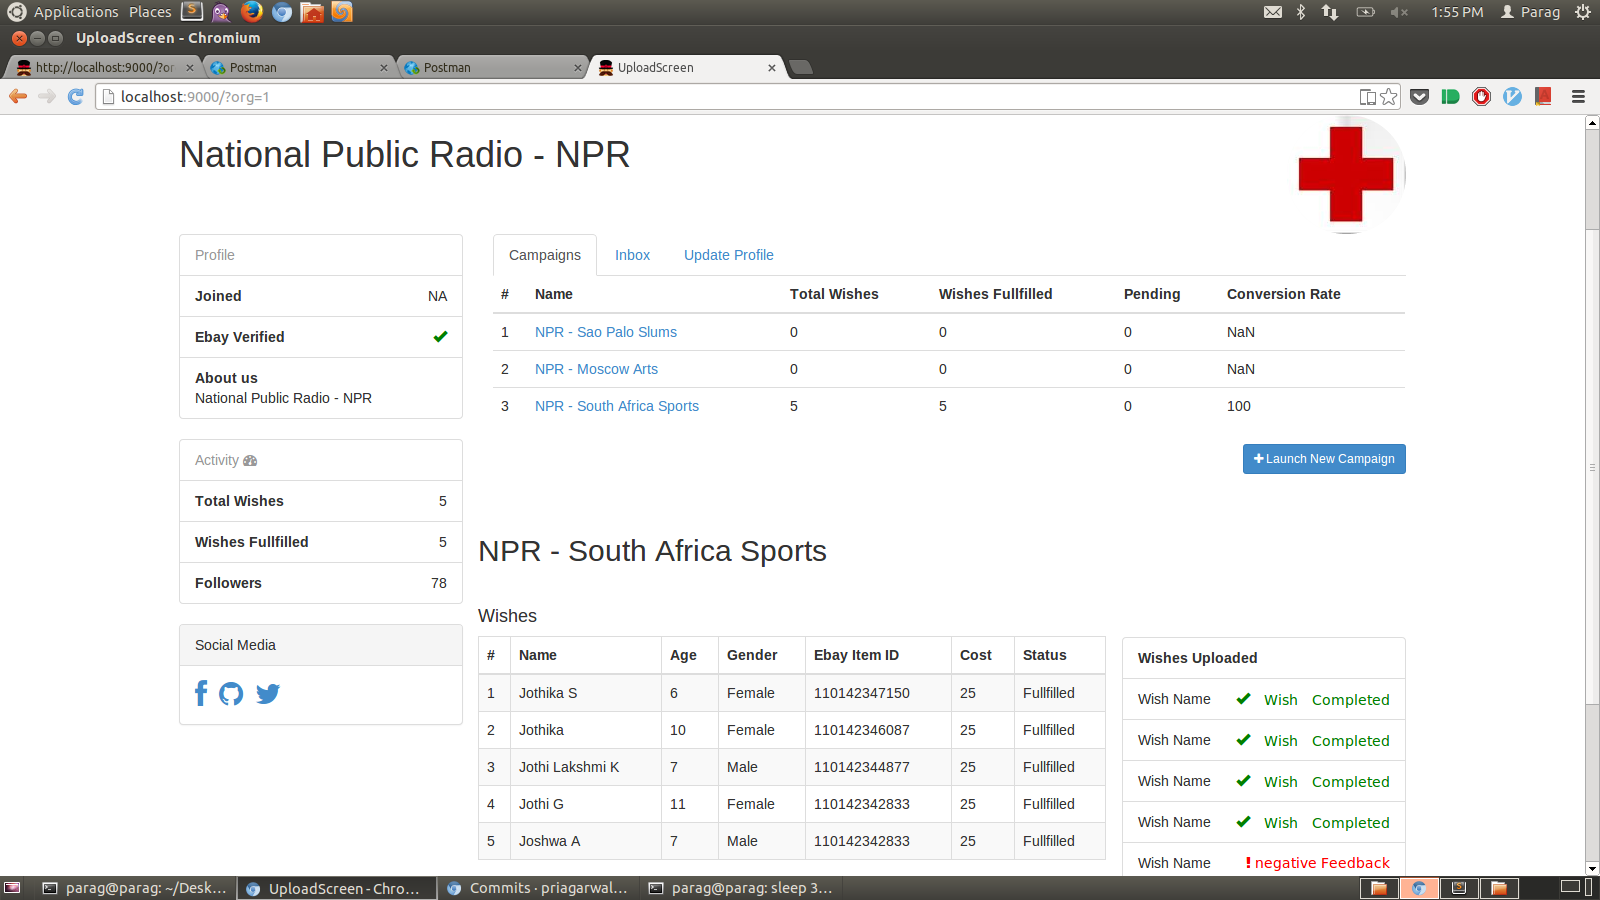 Applications Places 1:55 PM Parag
UploadScreen - Chromium
http://localhost:9000/?or Postman Postman UploadScreen
localhost:9000/?org=1
National Public Radio - NPR
Profile
Joined NA
Ebay Verified
About us
National Public Radio - NPR
Activity
Total Wishes 5
Wishes Fullfilled 5
Followers 78
Social Media
Campaigns Inbox Update Profile
# Name Total Wishes Wishes Fullfilled Pending Conversion Rate
1 NPR - Sao Palo Slums 0 0 0 NaN
2 NPR - Moscow Arts 0 0 0 NaN
3 NPR - South Africa Sports 5 5 0 100
Launch New Campaign
NPR - South Africa Sports
Wishes
# Name Age Gender Ebay Item ID Cost Status
1 Jothika S 6 Female 110142347150 25 Fullfilled
2 Jothika 10 Female 110142346087 25 Fullfilled
3 Jothi Lakshmi K 7 Male 110142344877 25 Fullfilled
4 Jothi G 11 Female 110142342833 25 Fullfilled
5 Joshwa A 7 Male 110142342833 25 Fullfilled
Wishes Uploaded
Wish Name Wish Completed
Wish Name Wish Completed
Wish Name Wish Completed
Wish Name Wish Completed
Wish Name ! negative Feedback
parag@parag: ~/Desk... UploadScreen - Chro... Commits · priagarwal... parag@parag: sleep 3...